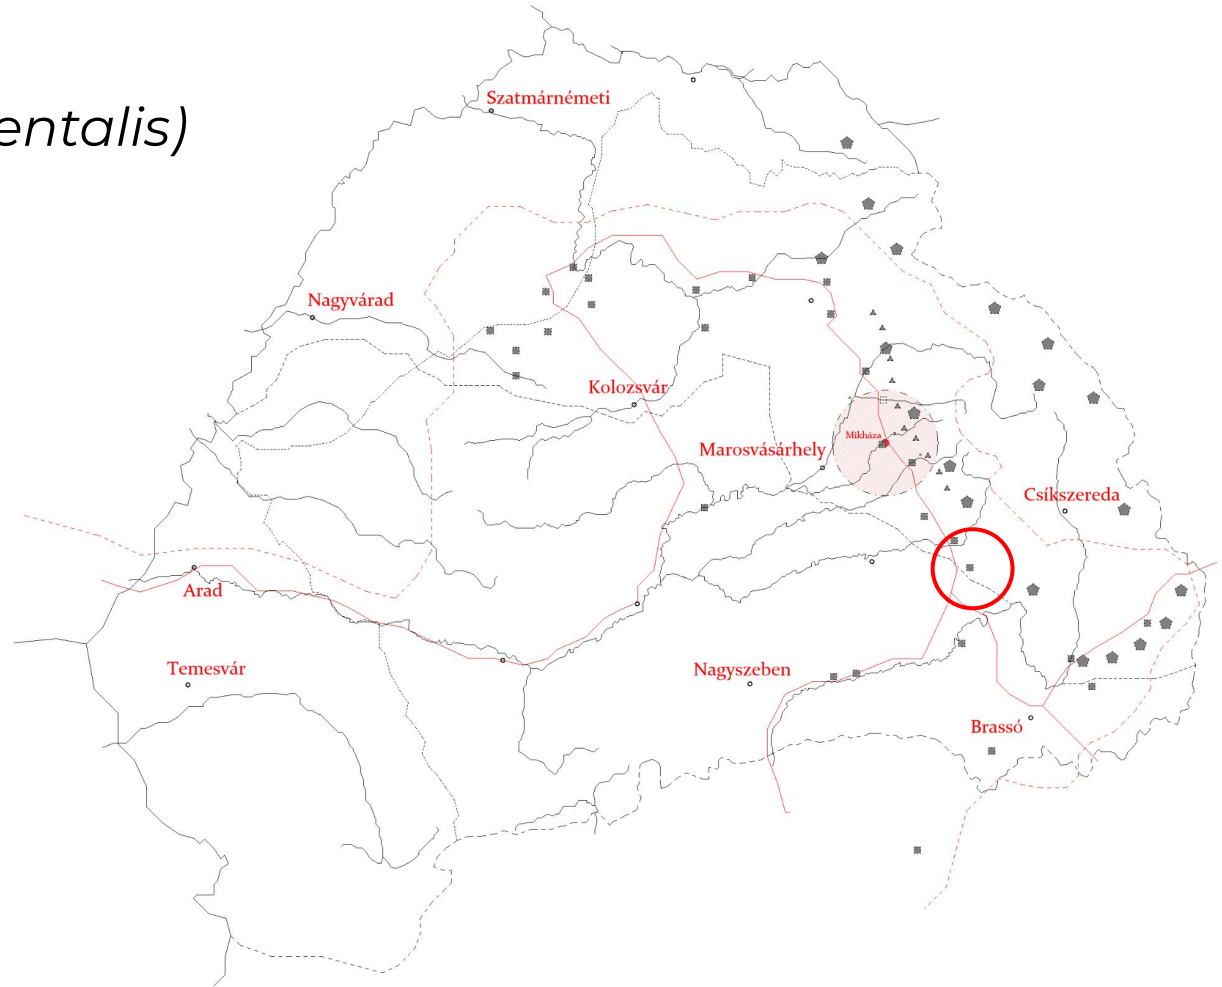 entalis)
Szatmárnémeti
Nagyvárad
Kolozsvár
Mikháza
Marosvásárhely
Csíkszereda
Arad
Temesvár
Nagyszeben
Brassó